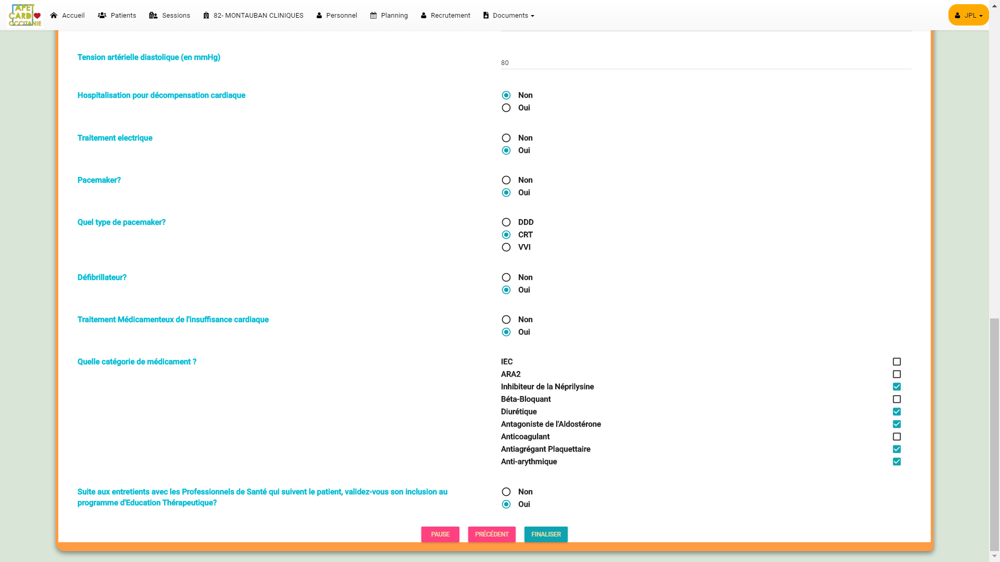 APET
CARDI
OCCITANIE
Accueil
Patients
Sessions
82- MONTAUBAN CLINIQUES
Personnel
Planning
Recrutement
Documents
JPL
Tension artérielle diastolique (en mmHg)
80
Hospitalisation pour décompensation cardiaque
Non
Oui
Traitement electrique
Non
Oui
Pacemaker?
Non
Oui
Quel type de pacemaker?
DDD
CRT
VVI
Défibrillateur?
Non
Oui
Traitement Médicamenteux de l'insuffisance cardiaque
Non
Oui
Quelle catégorie de médicament ?
IEC
ARA2
Inhibiteur de la Néprilysine
Béta-Bloquant
Diurétique
Antagoniste de l'Aldostérone
Anticoagulant
Antiagrégant Plaquettaire
Anti-arythmique
Suite aux entretients avec les Professionnels de Santé qui suivent le patient, validez-vous son inclusion au
programme d'Education Thérapeutique?
Non
Oui
PAUSE
PRÉCÉDENT
FINALISER